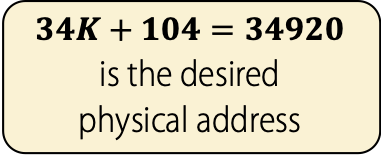 34K + 104 = 34920
is the desired
physical address